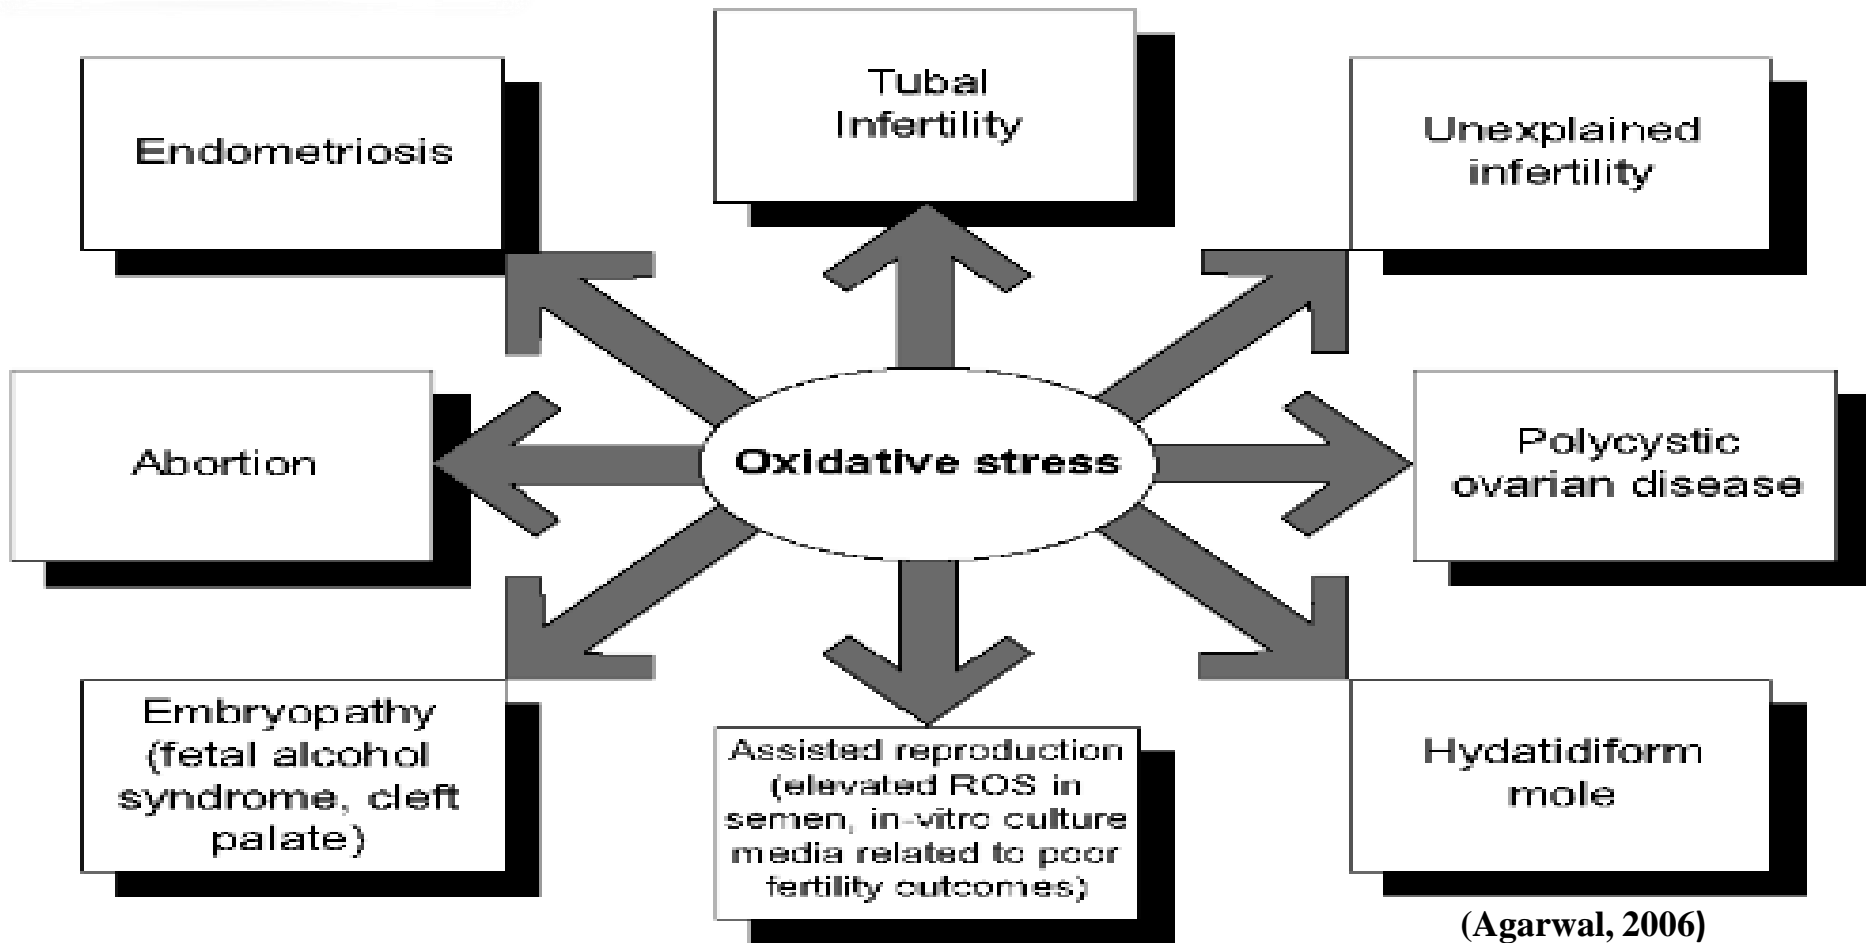 Tubal
Infertility
Endometriosis
Unexplained
infertility
Abortion
Oxidative stress
Polycystic
ovarian disease
Embryopathy
(fetal alcohol
syndrome, cleft
palate)
Assisted reproduction
(elevated ROS in
semen, in-vitro culture
media related to poor
fertility outcomes)
Hydatidiform
mole
(Agarwal, 2006)